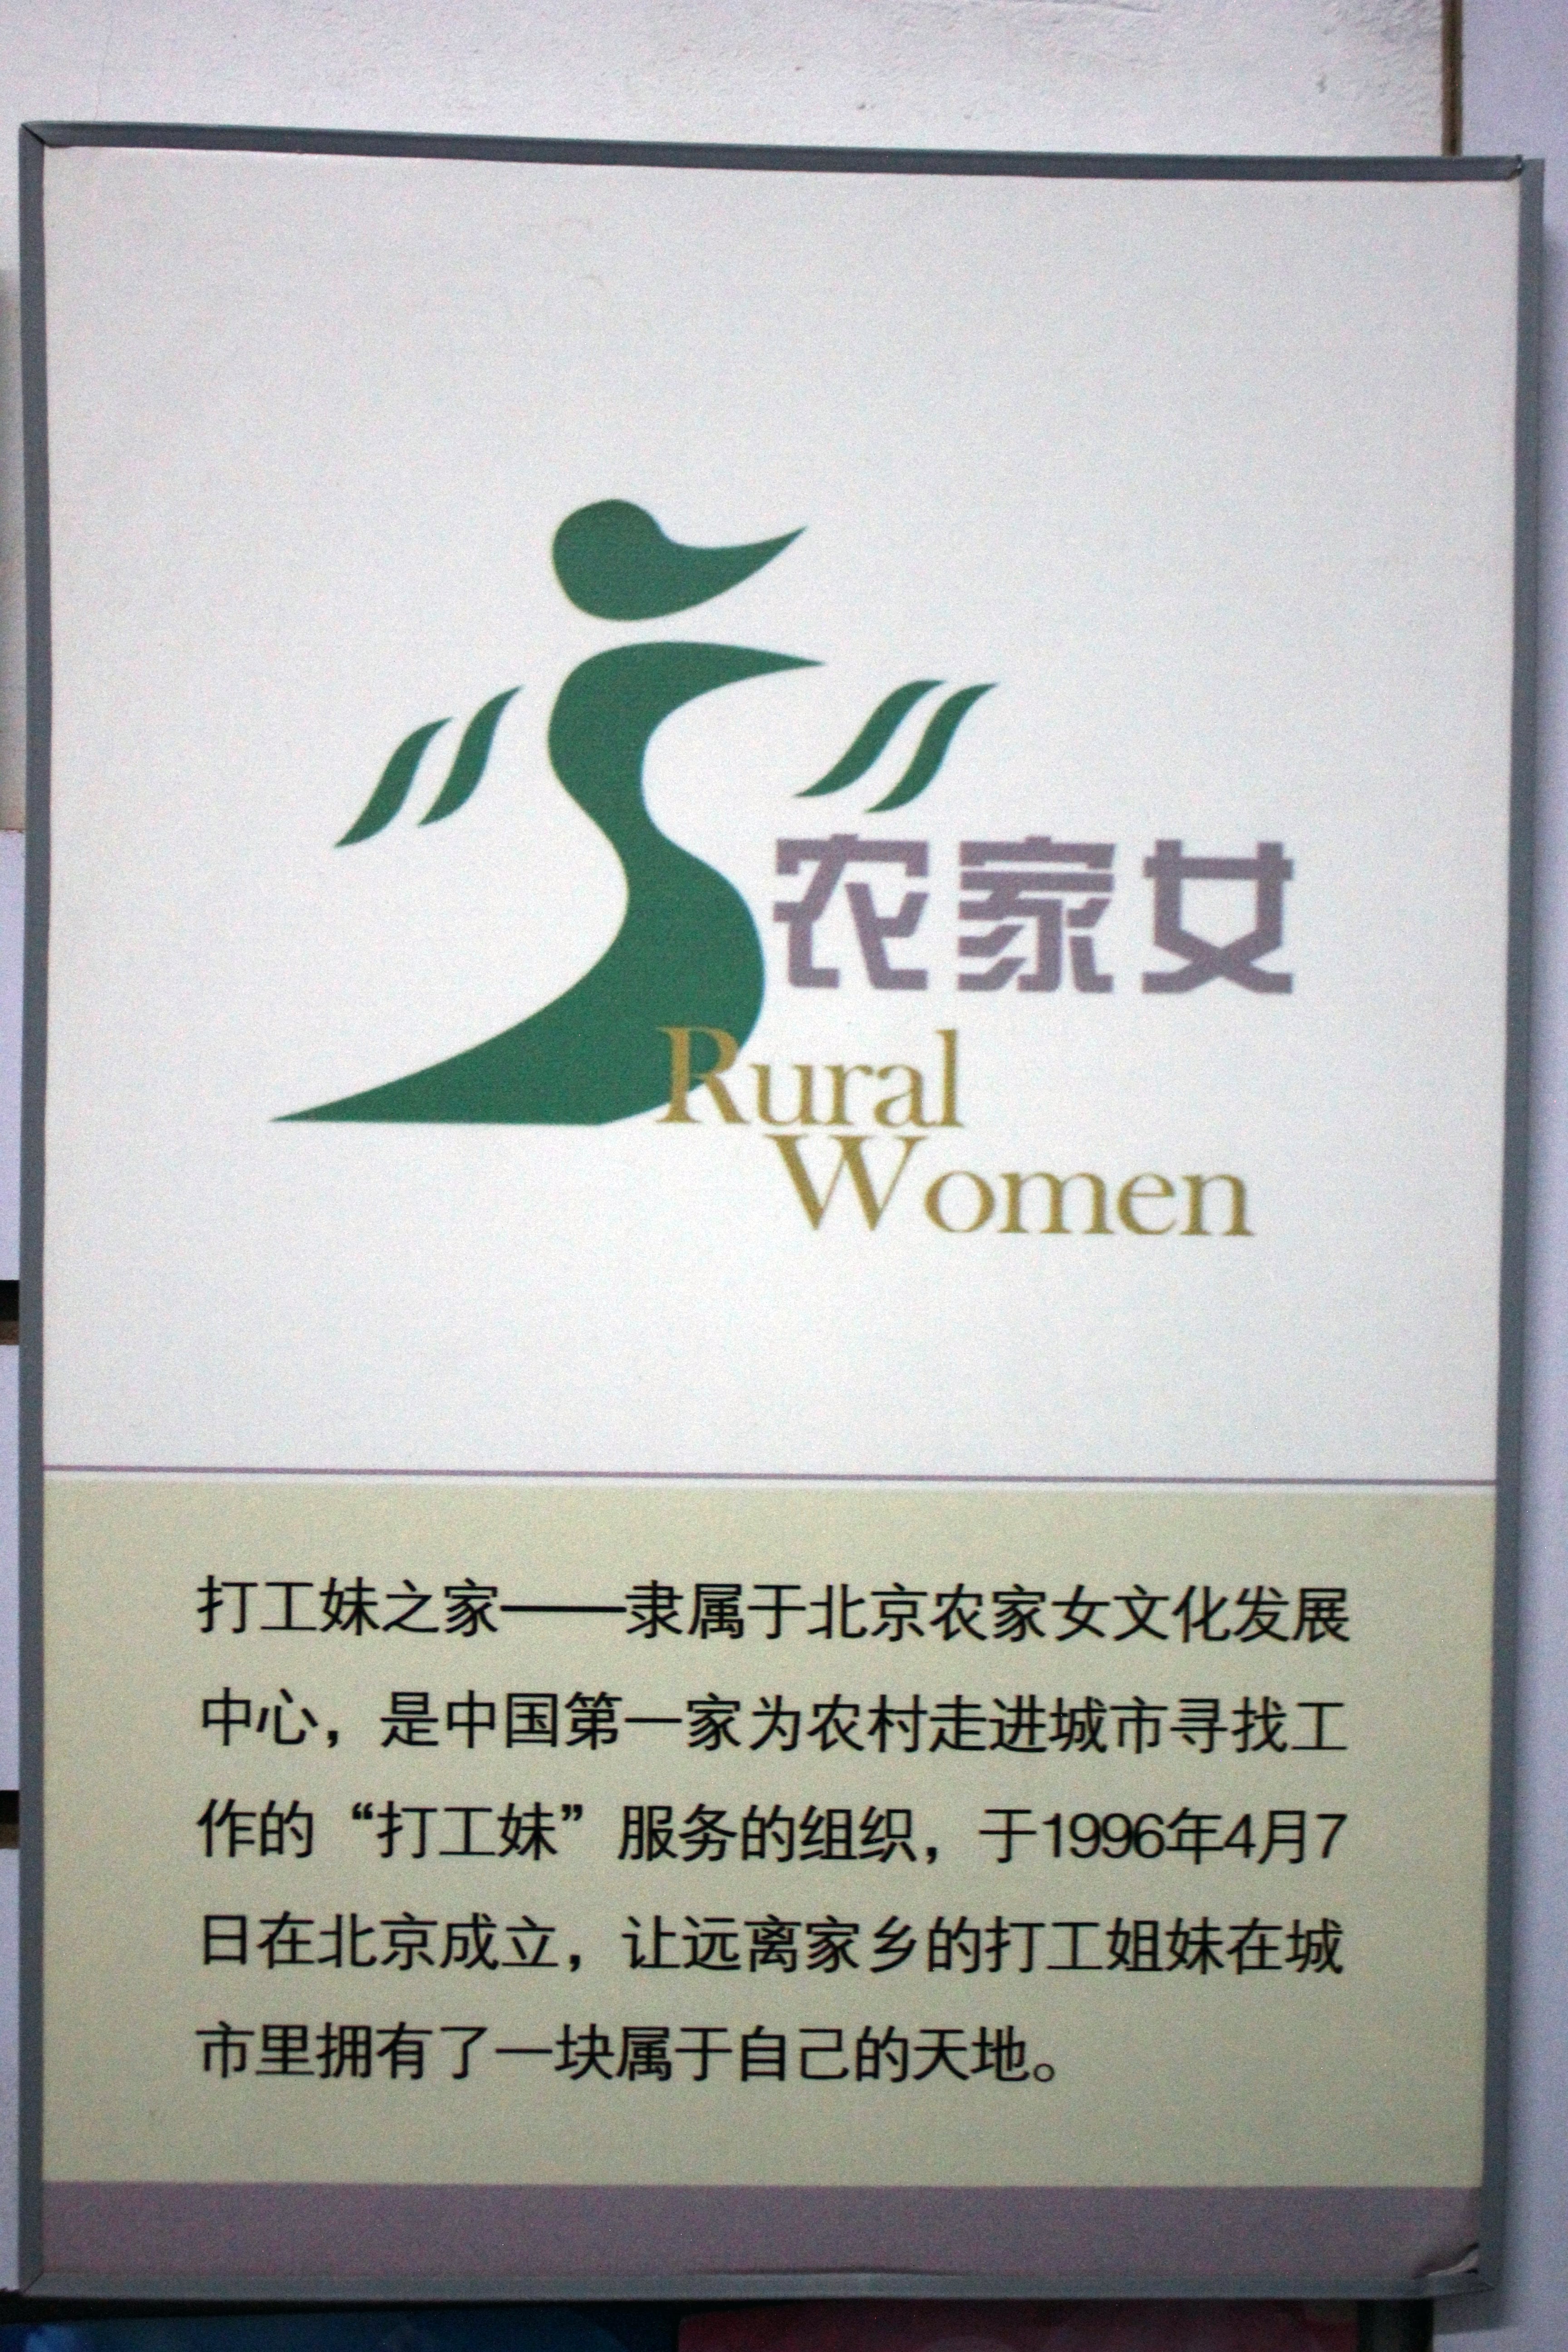 农家女
Rural
Women
打工妹之家——隶属于北京农家女文化发展
中心，是中国第一家为农村走进城市寻找工
作的“打工妹”服务的组织，于1996年4月7
日在北京成立，让远离家乡的打工姐妹在城
市里拥有了一块属于自己的天地。